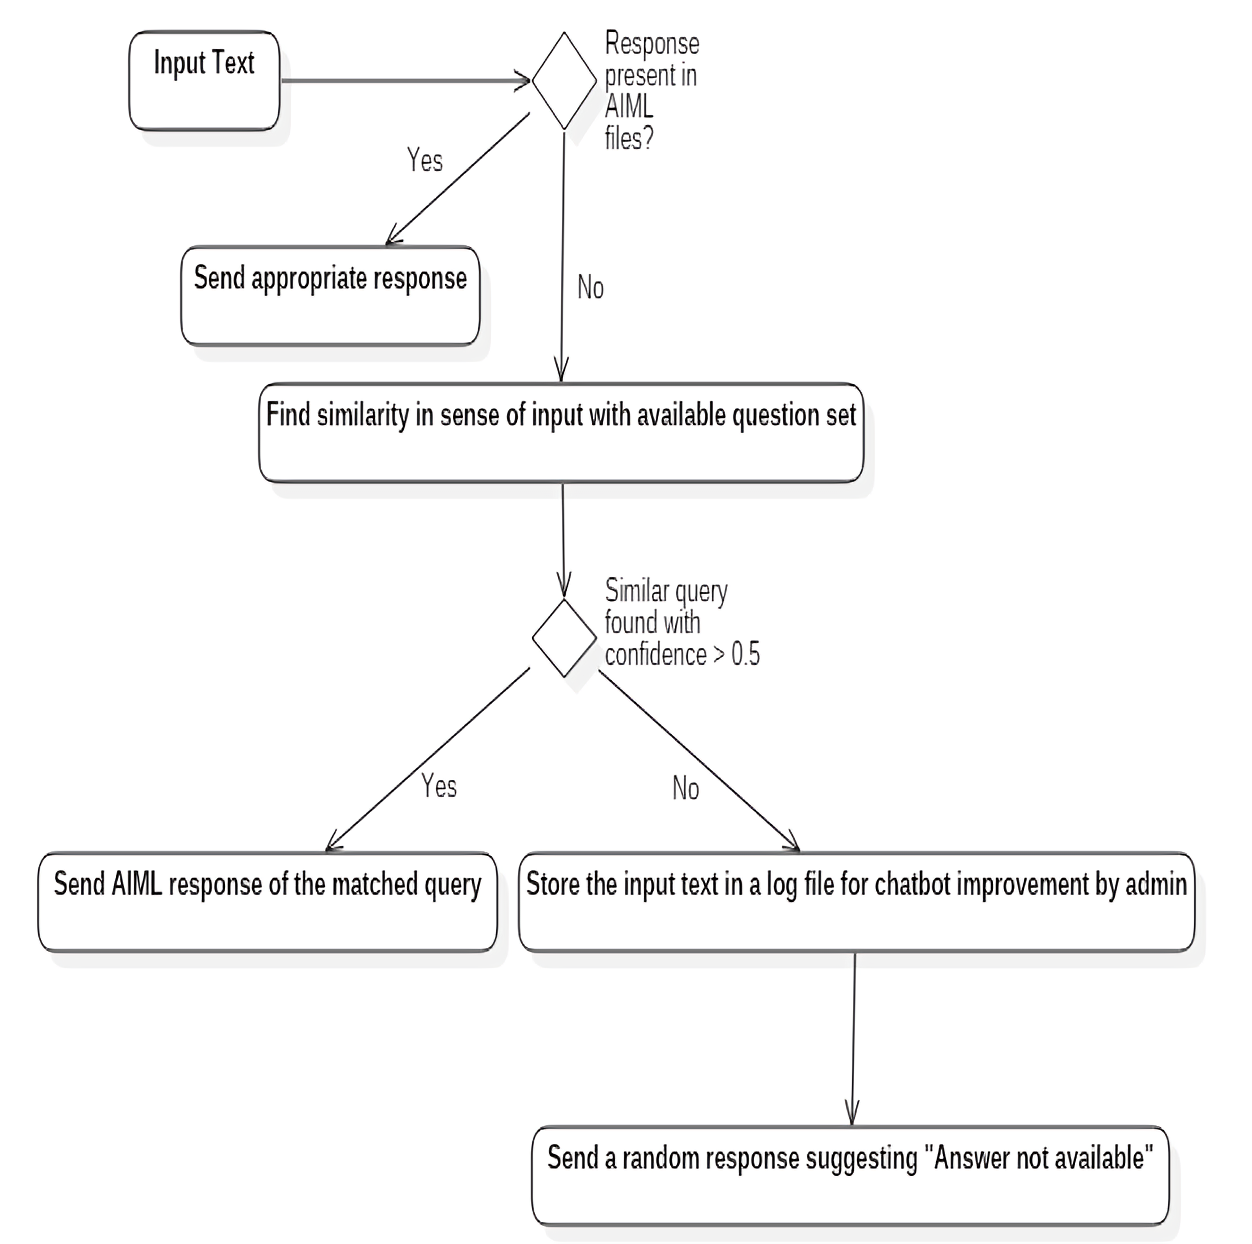 Input Text
Response
present in
AIML
files?
Yes
Send appropriate response
No
Find similarity in sense of input with available question set
Similar query
found with
confidence > 0.5
Yes
No
Send AIML response of the matched query
Store the input text in a log file for chatbot improvement by admin
Send a random response suggesting "Answer not available"